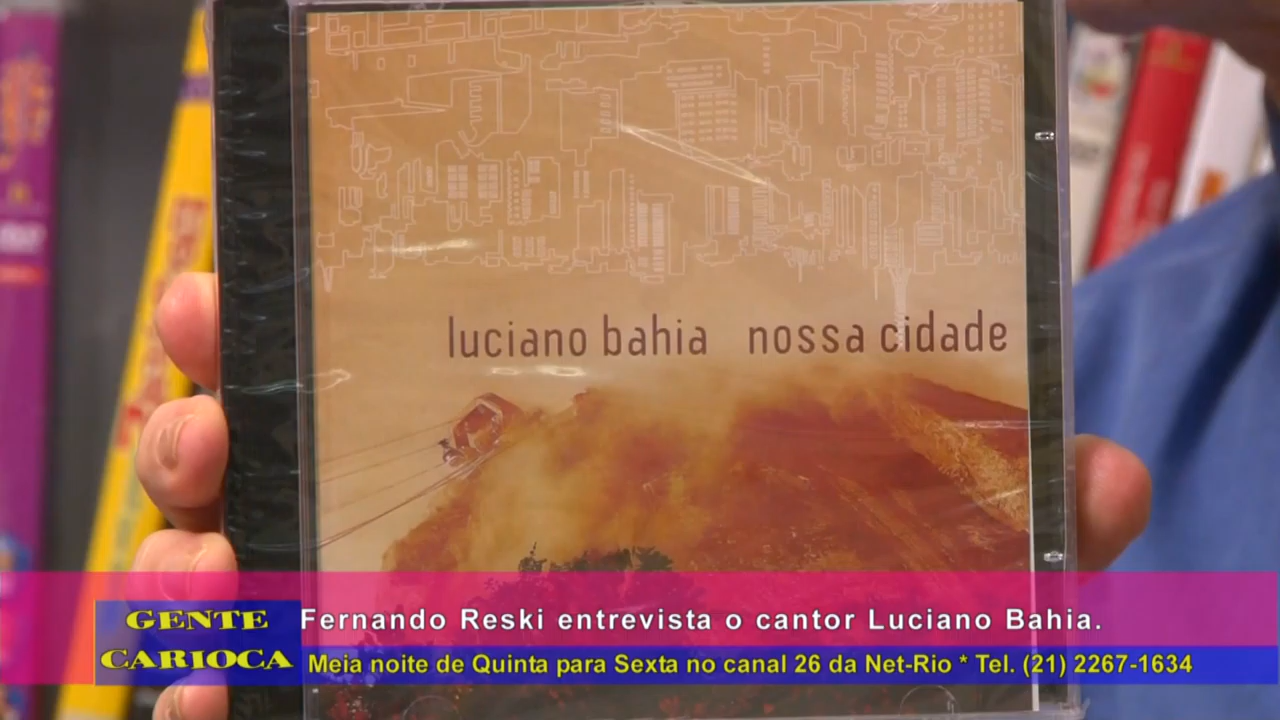 luciano bahia nossa cidade
GENTE
CARIOCA
Fernando Reski entrevista o cantor Luciano Bahia.
Meia noite de Quinta para Sexta no canal 26 da Net-Rio * Tel. (21) 2267-1634